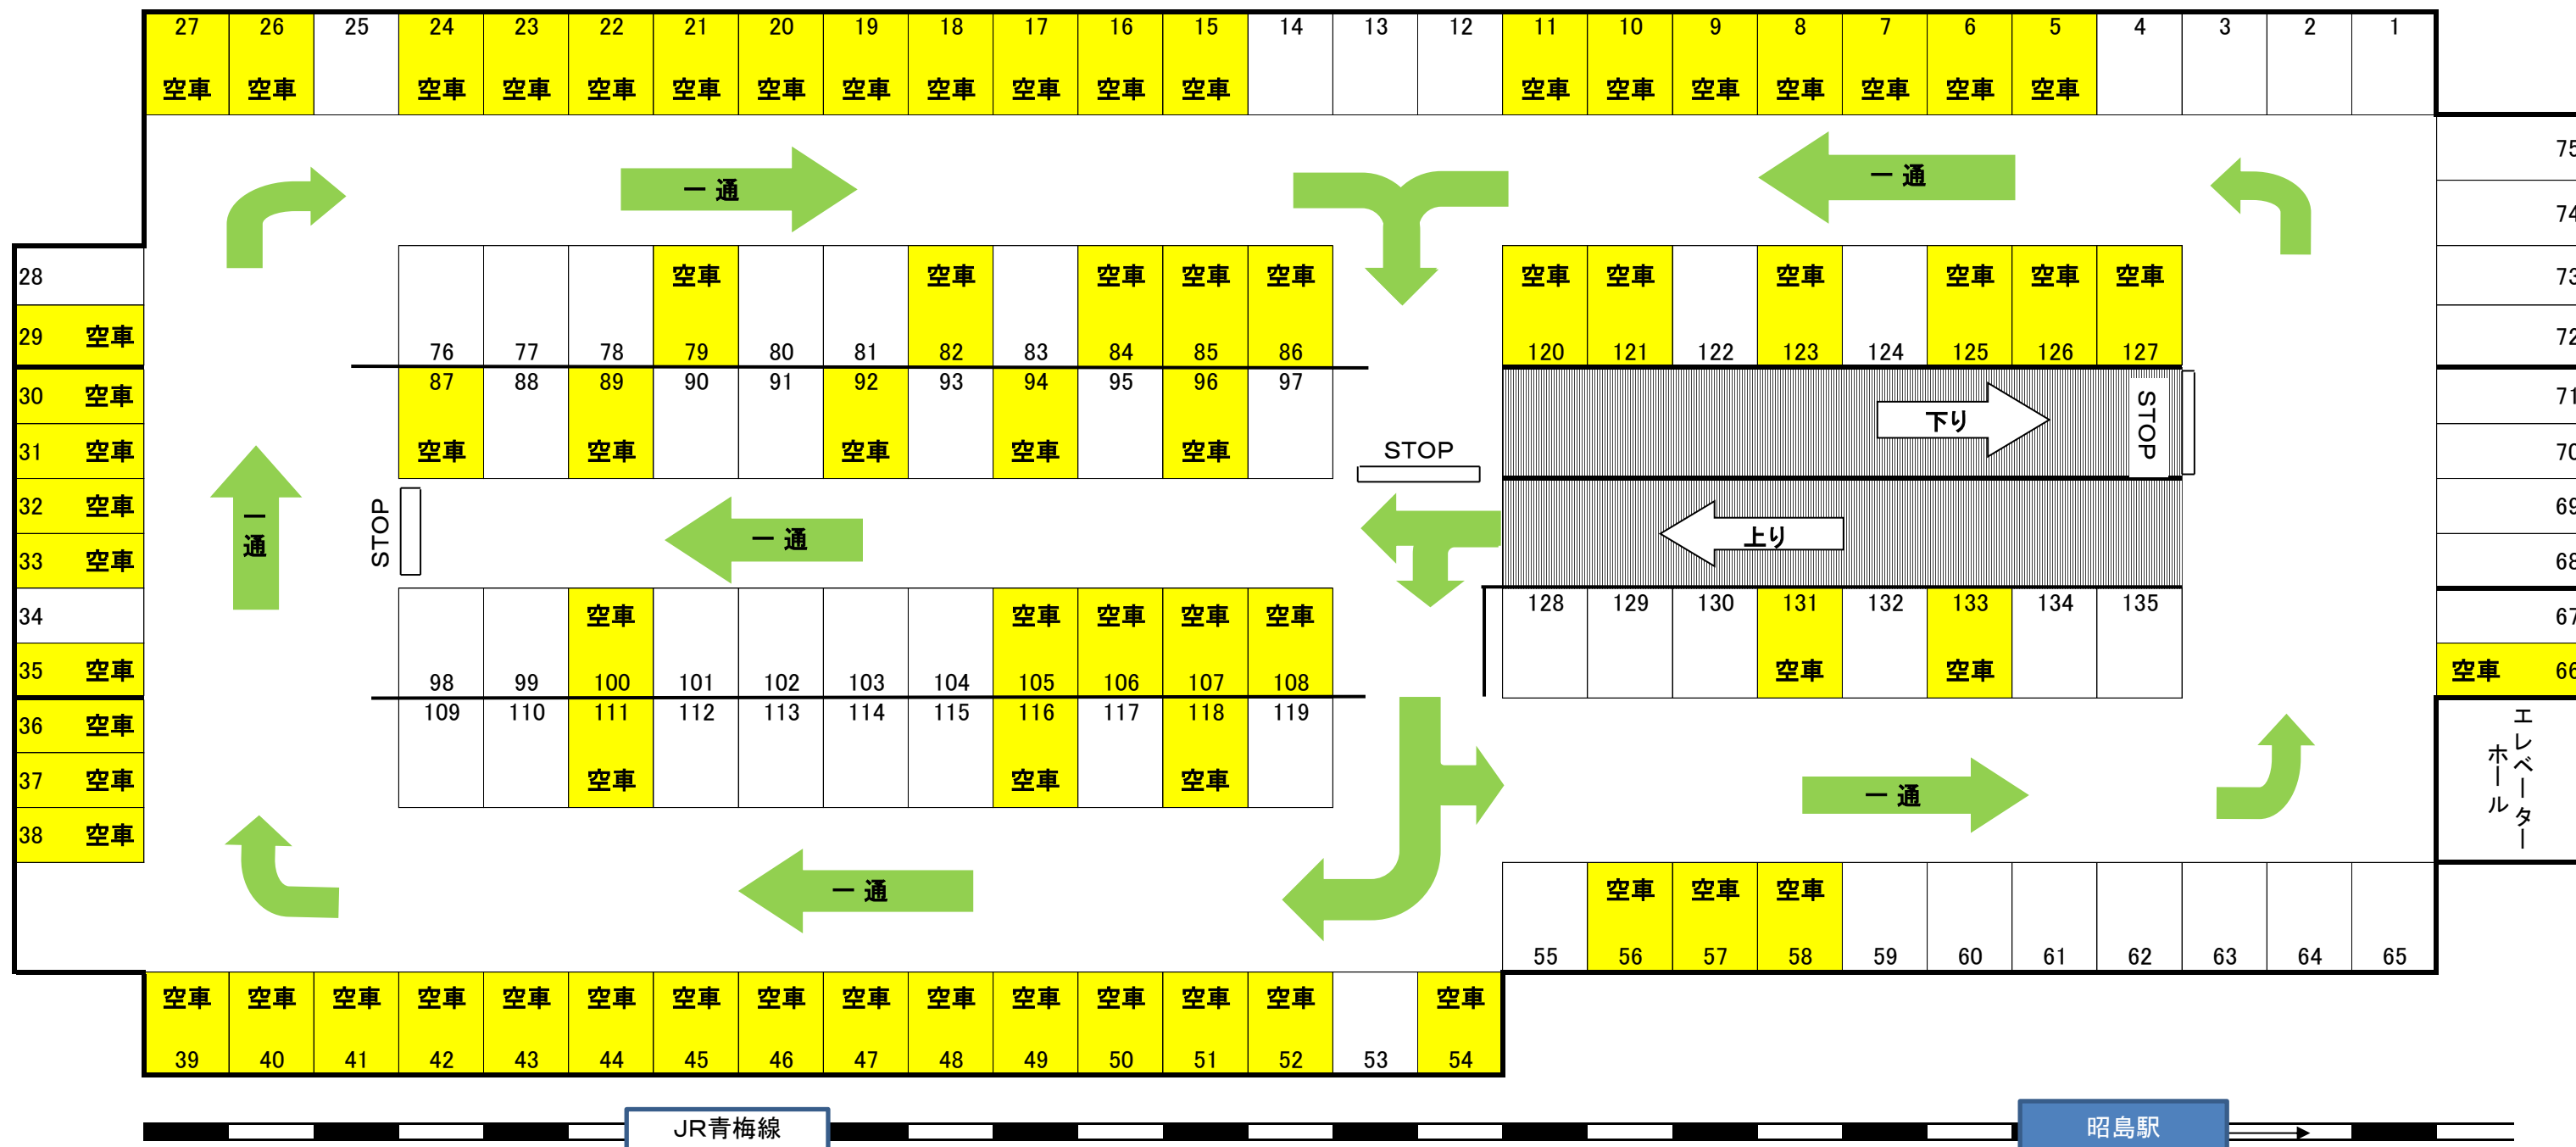 27 26 25 24 23 22 21 20 19 18 17 16 15 14 13 12 11 10 9 8 7 6 5 4 3 2 1
空車 空車 空車 空車 空車 空車 空車 空車 空車 空車 空車 空車 空車 空車 空車 空車 空車 空車 空車
75
一 通 一 通
74
28 空車 空車 空車 空車 空車 空車 空車 空車 空車 空車 空車 73
29 空車 72
76 77 78 79 80 81 82 83 84 85 86 120 121 122 123 124 125 126 127
87 88 89 90 91 92 93 94 95 96 97
30 空車 71
下り STOP
31 空車 空車 空車 空車 空車 空車 STOP 70
32 空車 69
一通 STOP 一 通 上り
33 空車 68
34 空車 空車 空車 空車 空車 128 129 130 131 132 133 134 135 67
35 空車 空車 空車 空車 66
98 99 100 101 102 103 104 105 106 107 108
109 110 111 112 113 114 115 116 117 118 119
36 空車
エレベーター
ホール
37 空車 空車 空車 空車 一 通
38 空車
一 通 空車 空車 空車
55 56 57 58 59 60 61 62 63 64 65
空車 空車 空車 空車 空車 空車 空車 空車 空車 空車 空車 空車 空車 空車 空車
39 40 41 42 43 44 45 46 47 48 49 50 51 52 53 54
JR青梅線 昭島駅